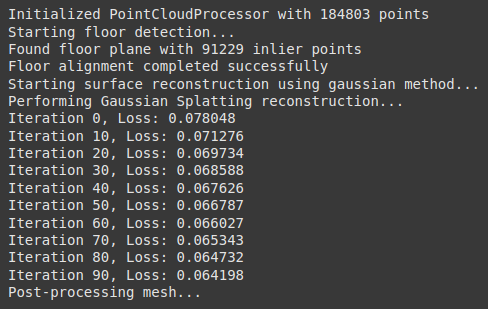 Initialized PointCloudProcessor with 184803 points
Starting floor detection...
Found floor plane with 91229 inlier points
Floor alignment completed successfully
Starting surface reconstruction using gaussian method...
Performing Gaussian Splatting reconstruction...
Iteration 0, Loss: 0.078048
Iteration 10, Loss: 0.071276
Iteration 20, Loss: 0.069734
Iteration 30, Loss: 0.068588
Iteration 40, Loss: 0.067626
Iteration 50, Loss: 0.066787
Iteration 60, Loss: 0.066027
Iteration 70, Loss: 0.065343
Iteration 80, Loss: 0.064732
Iteration 90, Loss: 0.064198
Post-processing mesh...